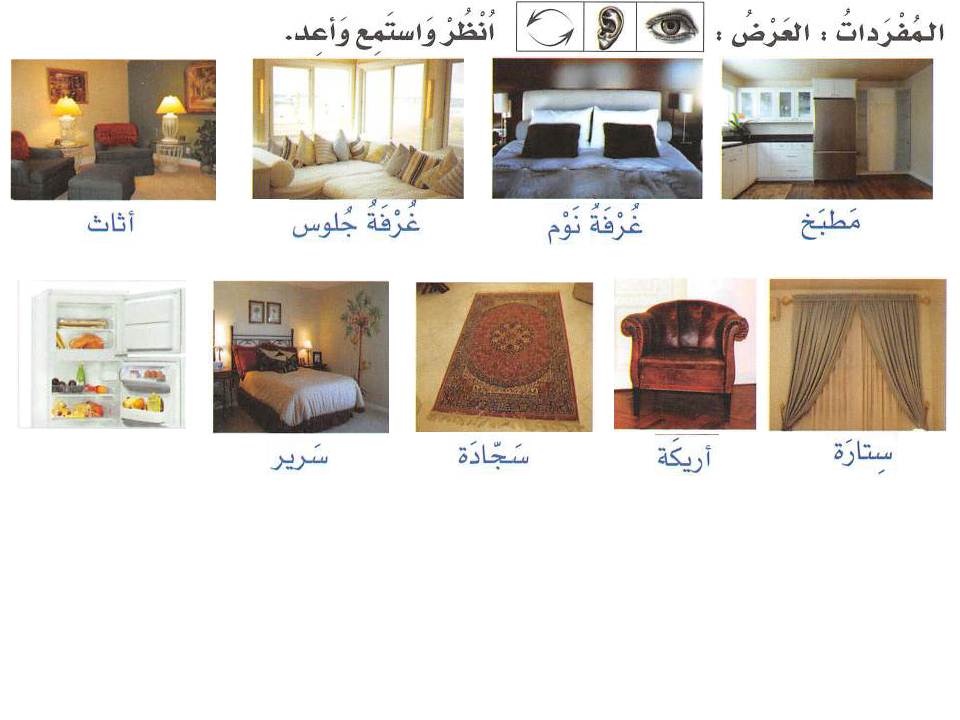 المُفْرَداتُ : العَرْضُ : اُنْظُرْ وَاستَمِع وَأعِد.
مَطبَخ
غُرْفَةُ نَوْم
غُرْفَةُ جُلوس
أثاث
سِتارَة
أريكَة
سَجّادَة
سَرير